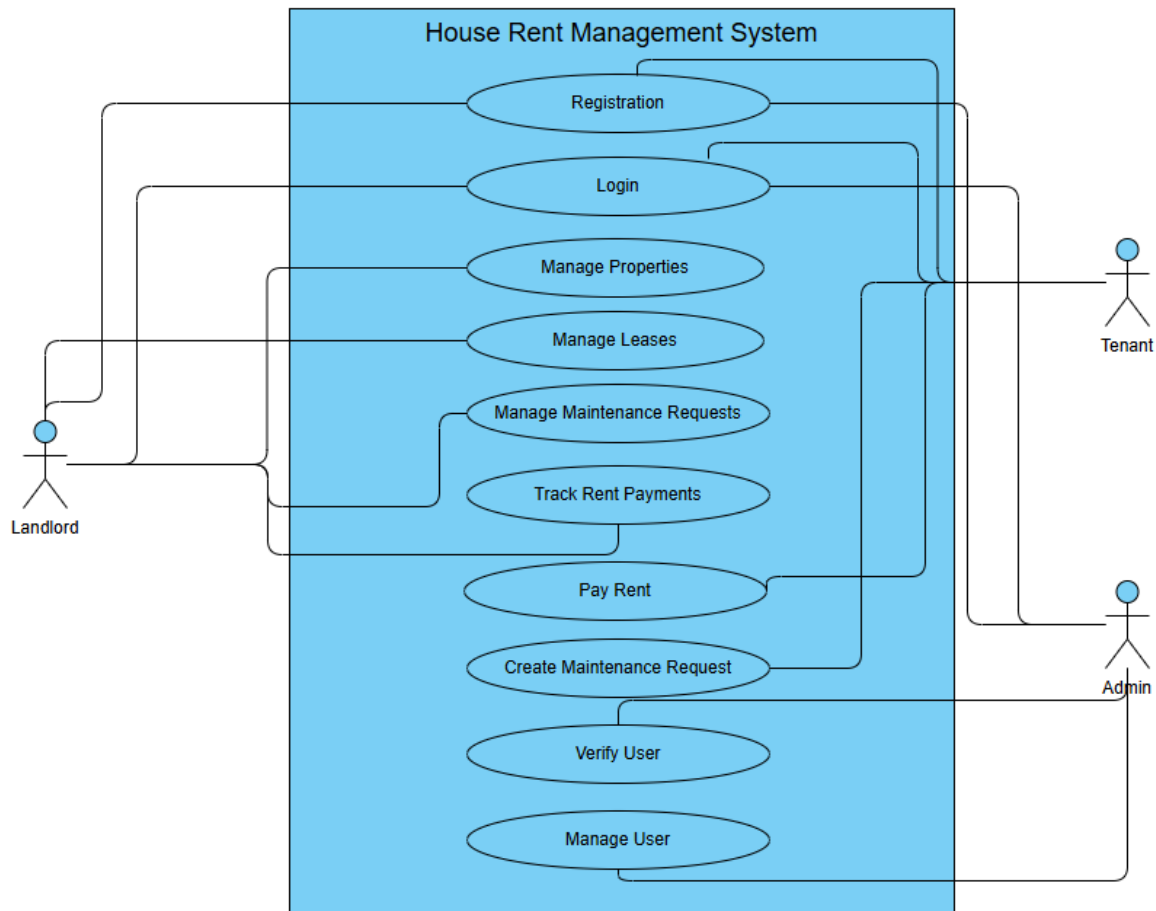 House Rent Management System
Registration
Login
Manage Properties
Tenant
Manage Leases
Manage Maintenance Requests
Track Rent Payments
Landlord
Pay Rent
Create Maintenance Request
Admin
Verify User
Manage User